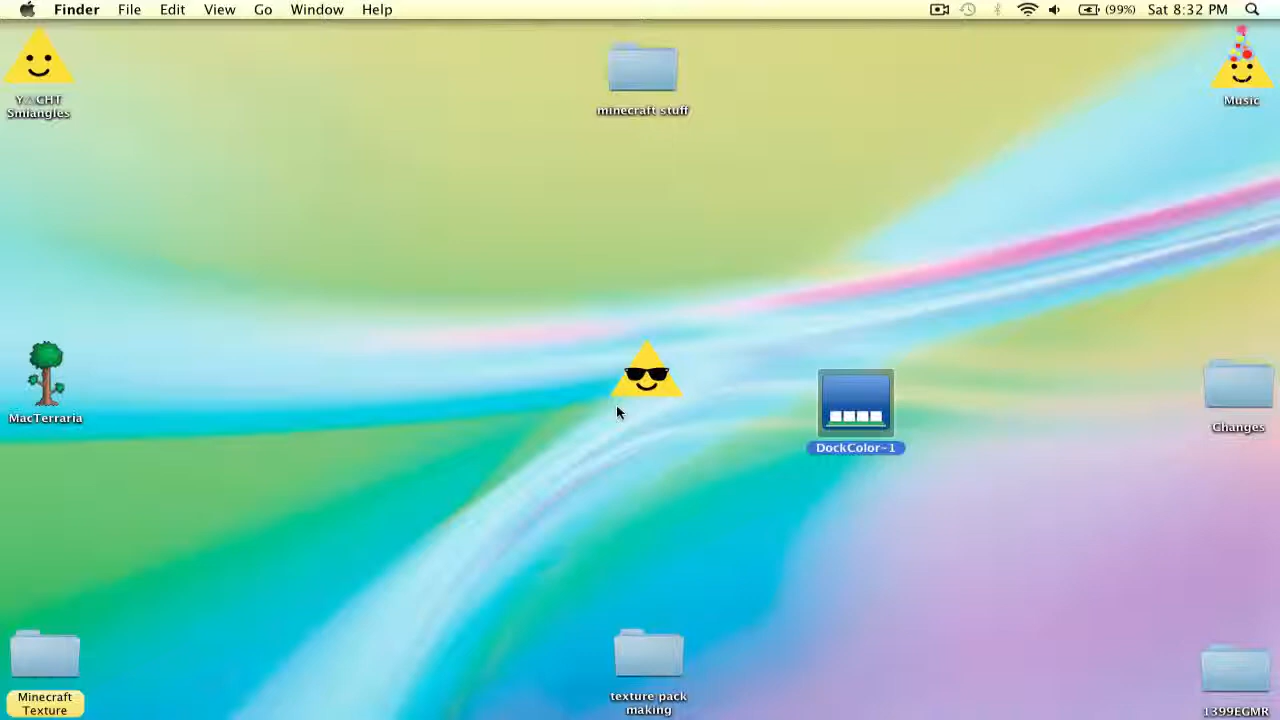 Finder File Edit View Go Window Help (99%) Sat 8:32 PM
Y△CHT
Smiangles
minecraft stuff
Music
MacTerraria
DockColor-1
Changes
Minecraft
Texture
texture pack
making
1399EGMR